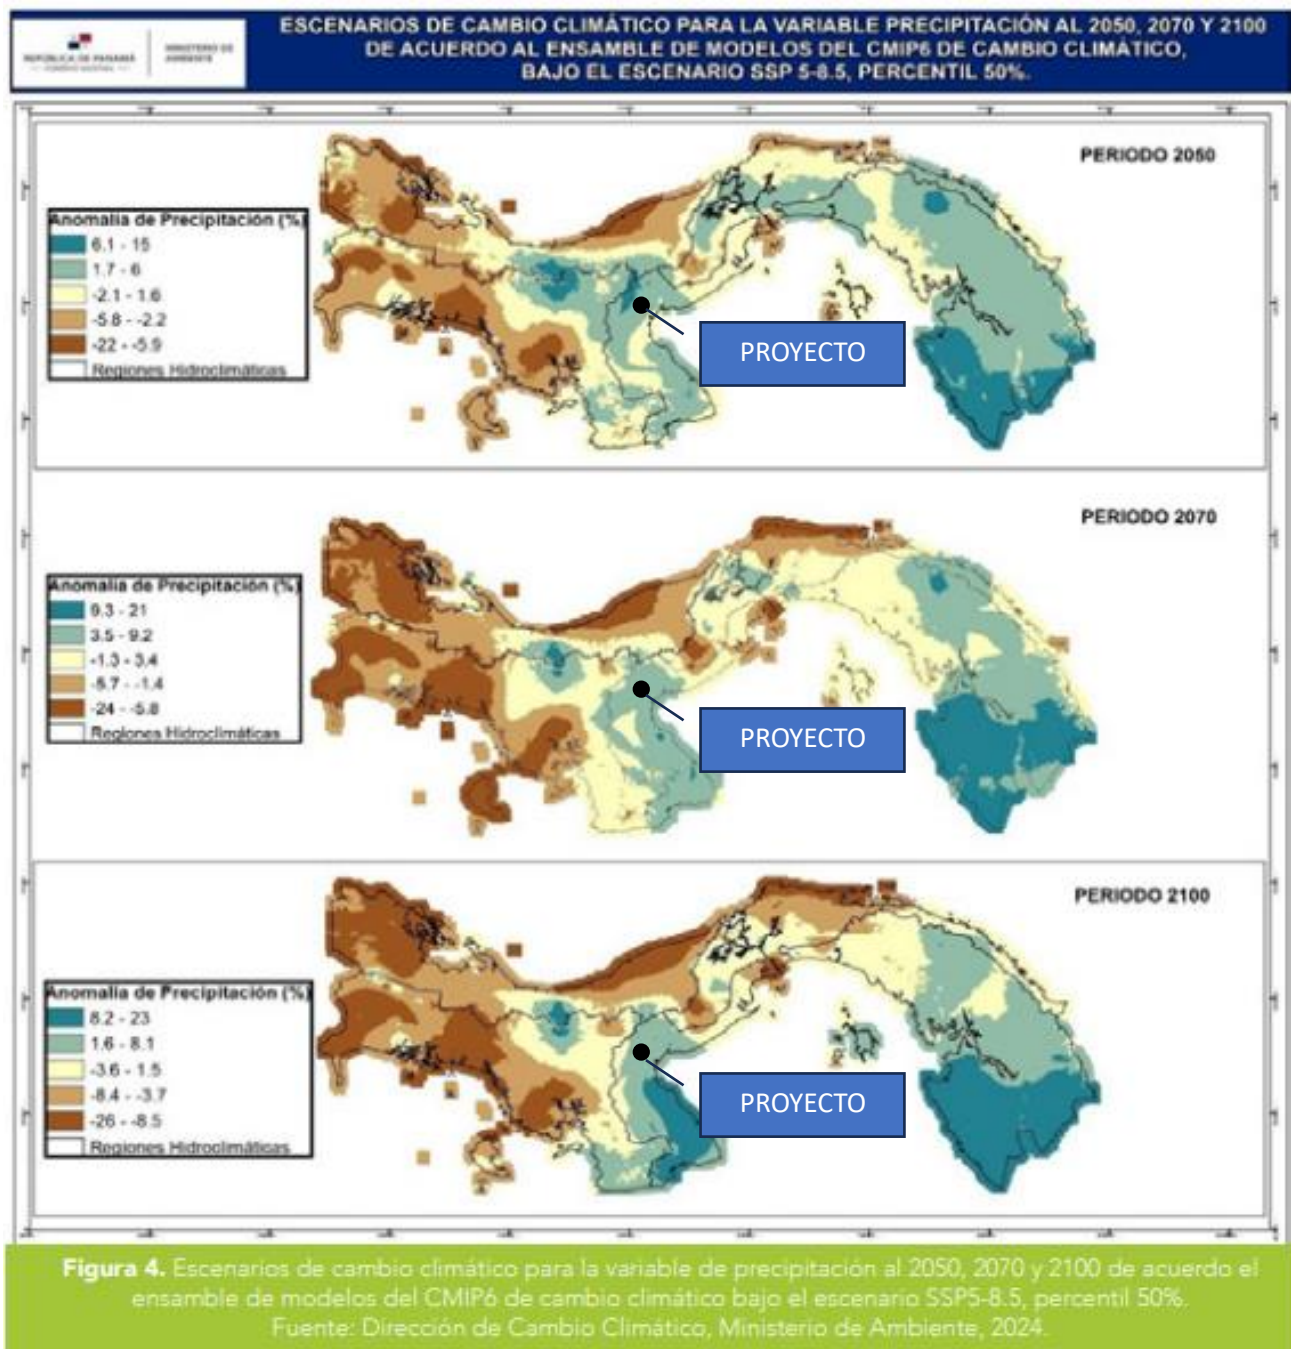 REPÚBLICA DE PANAMÁ
MINISTERIO DE
AMBIENTE
ESCENARIOS DE CAMBIO CLIMÁTICO PARA LA VARIABLE PRECIPITACIÓN AL 2050, 2070 Y 2100
DE ACUERDO AL ENSAMBLE DE MODELOS DEL CMIP6 DE CAMBIO CLIMÁTICO,
BAJO EL ESCENARIO SSP 5-8.5, PERCENTIL 50%.
PERIODO 2050
Anomalía de Precipitación (%)
6.1 - 15
1.7 - 6
-2.1 - 1.6
-5.8 - -2.2
-22 - -5.9
Regiones Hidroclimáticas
PROYECTO
PERIODO 2070
Anomalía de Precipitación (%)
9.3 - 21
3.5 - 9.2
-1.3 - 3.4
-5.7 - -1.4
-24 - -5.8
Regiones Hidroclimáticas
PROYECTO
PERIODO 2100
Anomalía de Precipitación (%)
8.2 - 23
1.6 - 8.1
-3.6 - 1.5
-8.4 - -3.7
-26 - -8.5
Regiones Hidroclimáticas
PROYECTO
Figura 4. Escenarios de cambio climático para la variable de precipitación al 2050, 2070 y 2100 de acuerdo el
ensamble de modelos del CMIP6 de cambio climático bajo el escenario SSP5-8.5, percentil 50%.
Fuente: Dirección de Cambio Climático, Ministerio de Ambiente, 2024.